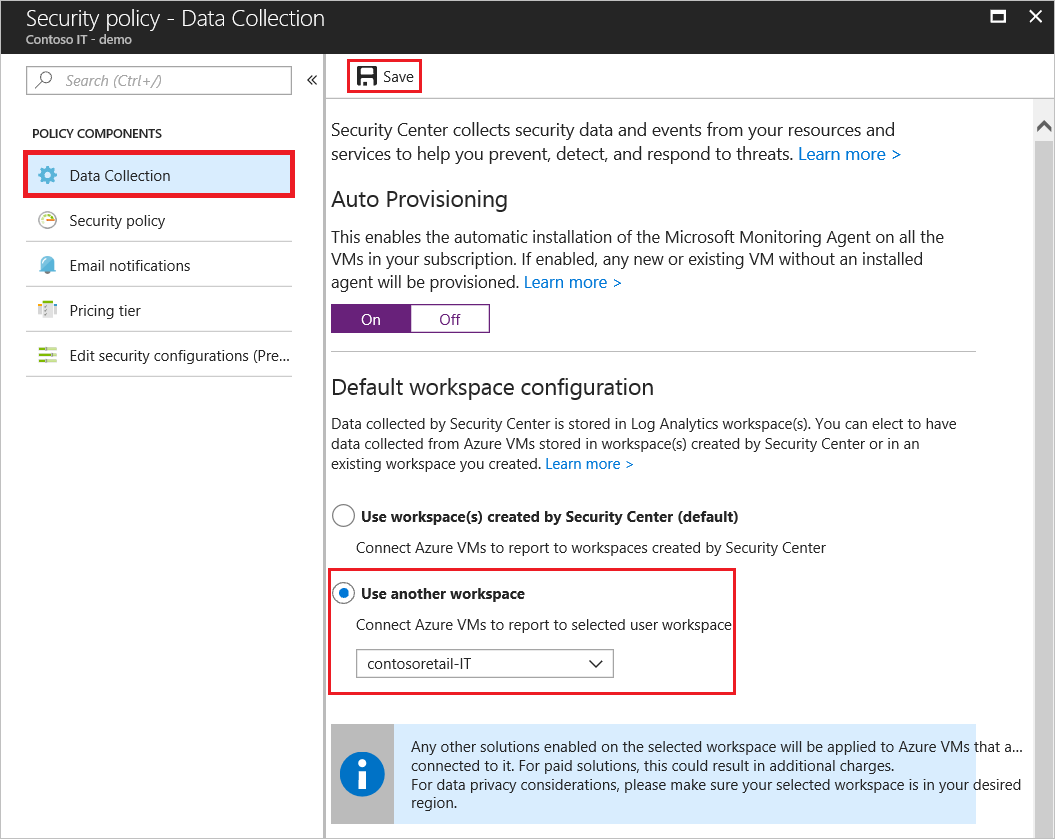 Security policy - Data Collection
Contoso IT - demo
Search (Ctrl+/)
«
POLICY COMPONENTS
Data Collection
Security policy
Email notifications
Pricing tier
Edit security configurations (Pre...
Save
Security Center collects security data and events from your resources and
services to help you prevent, detect, and respond to threats. Learn more >
Auto Provisioning
This enables the automatic installation of the Microsoft Monitoring Agent on all the
VMs in your subscription. If enabled, any new or existing VM without an installed
agent will be provisioned. Learn more >
On Off
Default workspace configuration
Data collected by Security Center is stored in Log Analytics workspace(s). You can elect to have
data collected from Azure VMs stored in workspace(s) created by Security Center or in an
existing workspace you created. Learn more >
Use workspace(s) created by Security Center (default)
Connect Azure VMs to report to workspaces created by Security Center
Use another workspace
Connect Azure VMs to report to selected user workspace
contosoretail-IT
Any other solutions enabled on the selected workspace will be applied to Azure VMs that a...
connected to it. For paid solutions, this could result in additional charges.
For data privacy considerations, please make sure your selected workspace is in your desired
region.